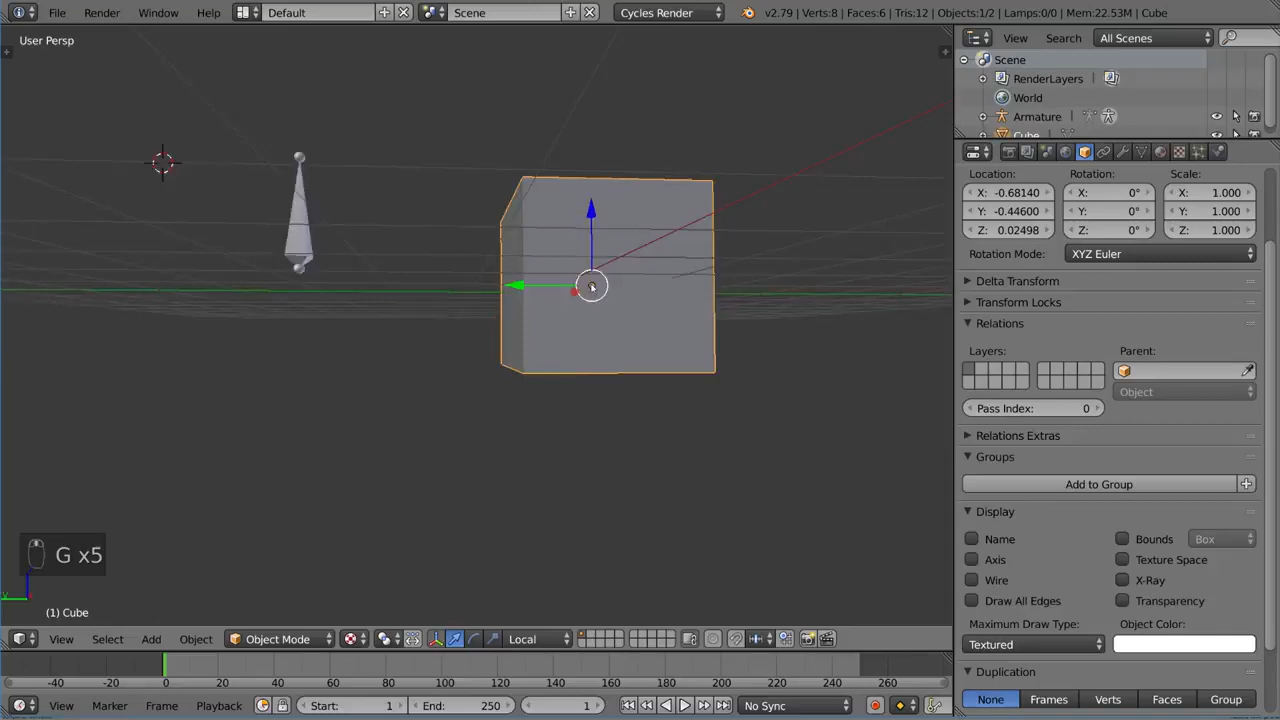 File Render Window Help Default Scene Cycles Render v2.79 | Verts:8 | Faces:6 | Tris:12 | Objects:1/2 | Lamps:0/0 | Mem:22.53M | Cube
User Persp
View Search All Scenes
Scene
RenderLayers
World
Armature
Cube
Location: Rotation: Scale:
X: -0.68140 X: 0° X: 1.000
Y: -0.44600 Y: 0° Y: 1.000
Z: 0.02498 Z: 0° Z: 1.000
Rotation Mode: XYZ Euler
Delta Transform
Transform Locks
Relations
Layers: Parent:
Object
Pass Index: 0
Relations Extras
Groups
Add to Group
Display
Name Bounds Box
Axis Texture Space
Wire X-Ray
Draw All Edges Transparency
Maximum Draw Type: Object Color:
Textured
Duplication
None Frames Verts Faces Group
G x5
(1) Cube
View Select Add Object Object Mode Local
-40 -20 0 20 40 60 80 100 120 140 160 180 200 220 240 260 280
View Marker Frame Playback Start: 1 End: 250 1 No Sync